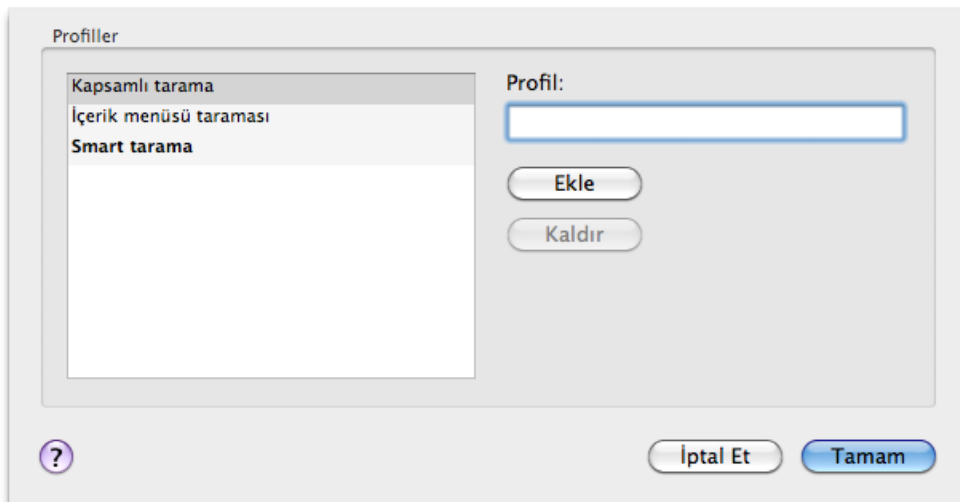 Profiller
Kapsamlı tarama
İçerik menüsü taraması
Smart tarama
Profil:
Ekle
Kaldır
?
İptal Et
Tamam